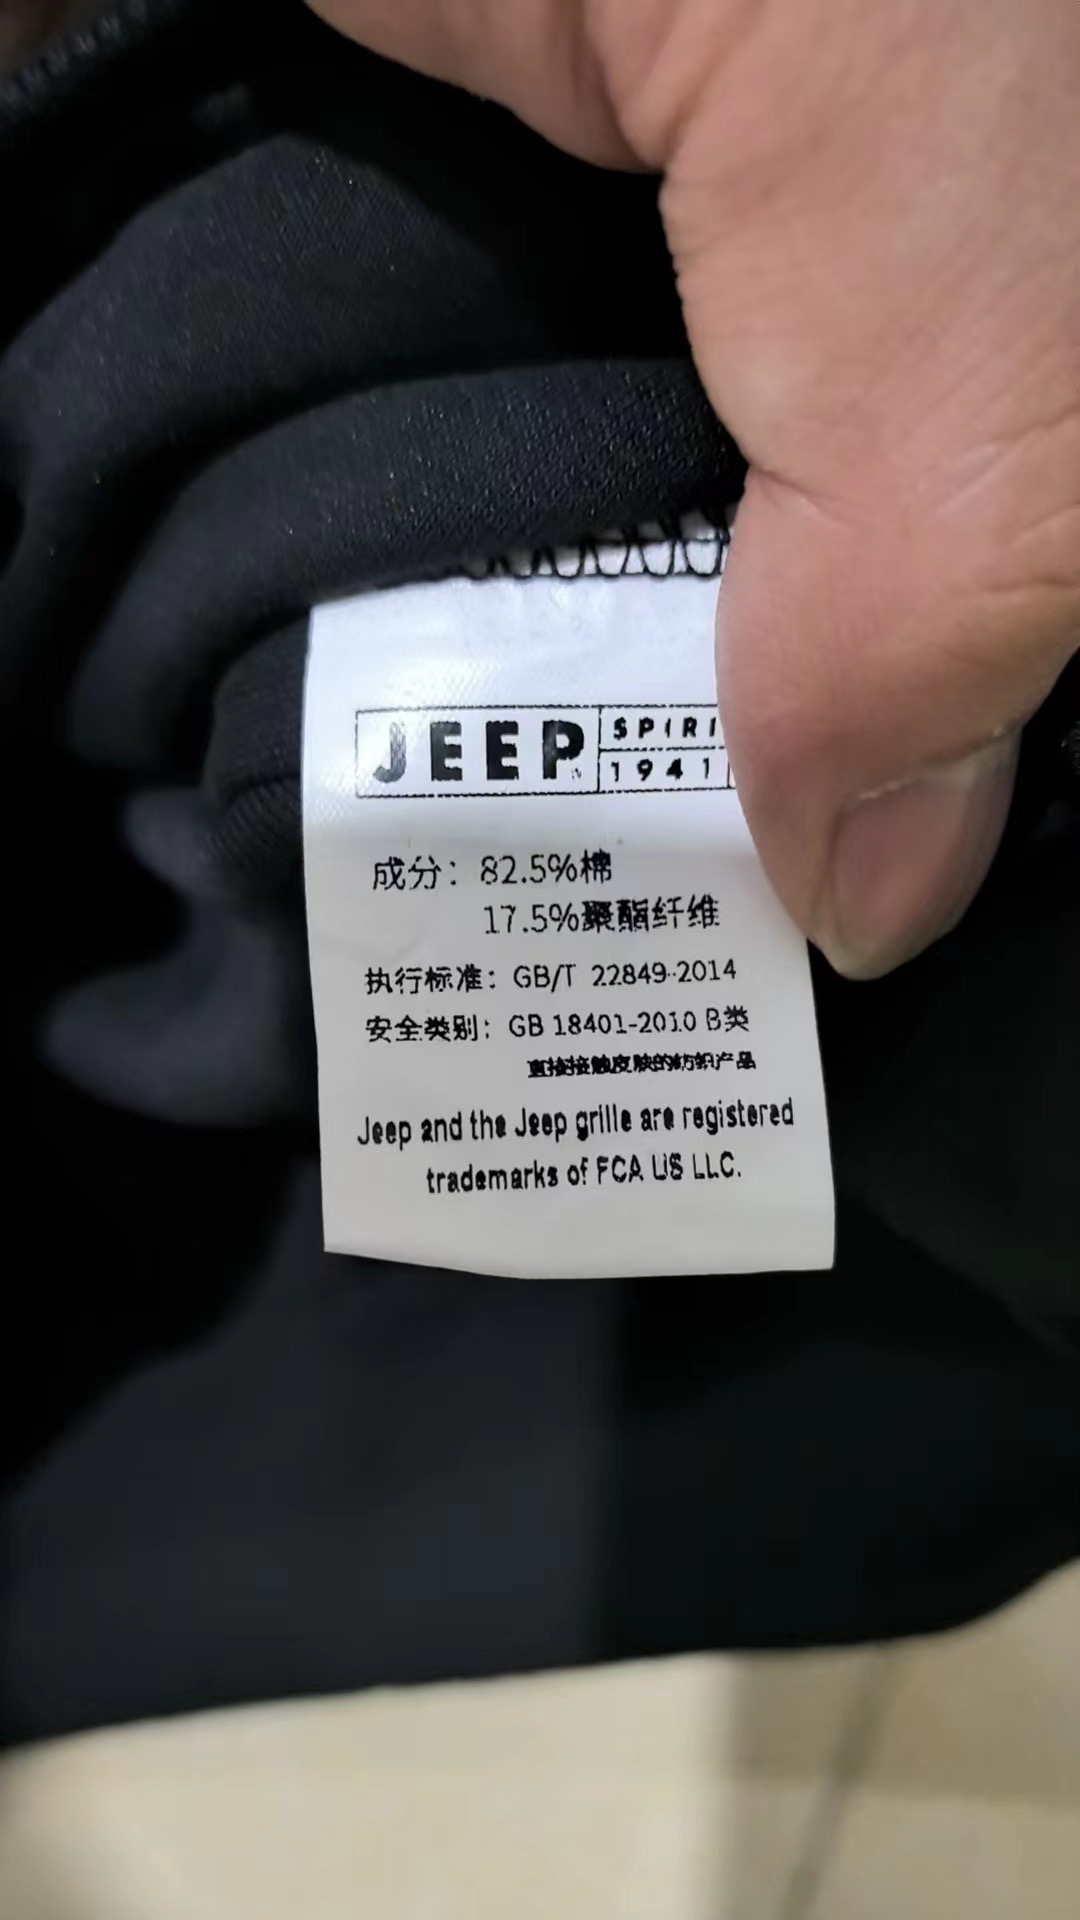 JEEP
SPIRI
1941
成分：82.5%棉
17.5%聚酯纤维
执行标准：GB/T 22849-2014
安全类别：GB 18401-2010 B类
直接接触皮肤的纺织产品
Jeep and the Jeep grille are registered
trademarks of FCA US LLC.